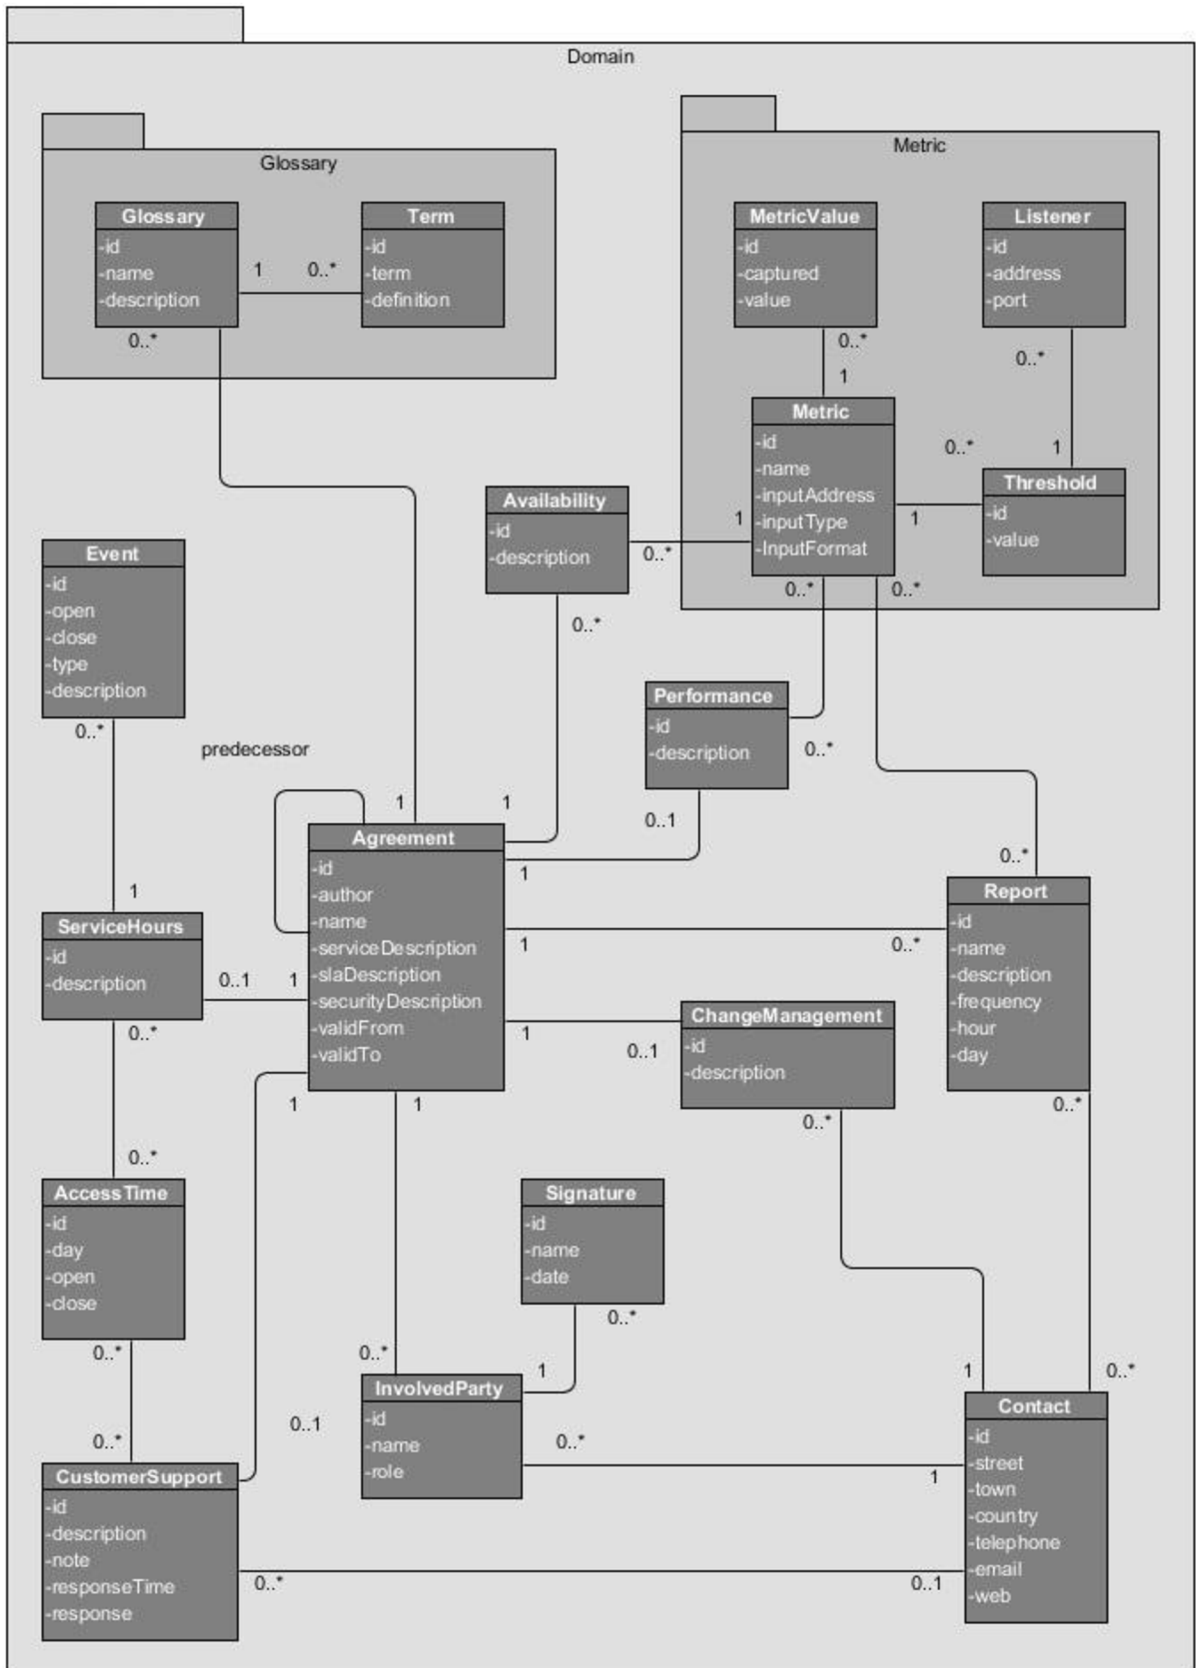 Domain
Glossary
Glossary
-id
-name
-description
1
0..*
Term
-id
-term
-definition
0..*
Metric
MetricValue
-id
-captured
-value
Listener
-id
-address
-port
0..*
0..*
1
Metric
-id
-name
-inputAddress
-inputType
-InputFormat
0..*
1
Threshold
-id
-value
1
1
0..*
0..*
0..*
Availability
-id
-description
0..*
Event
-id
-open
-close
-type
-description
0..*
Performance
-id
-description
0..*
0..1
predecessor
1
1
Agreement
-id
-author
-name
-serviceDescription
-slaDescription
-securityDescription
-validFrom
-validTo
1
1
0..*
0..*
Report
-id
-name
-description
-frequency
-hour
-day
0..*
1
ServiceHours
-id
-description
0..1
1
0..*
1
0..1
ChangeManagement
-id
-description
0..*
1
1
0..*
AccessTime
-id
-day
-open
-close
0..*
Signature
-id
-name
-date
0..*
0..*
1
InvolvedParty
-id
-name
-role
0..*
1
0..1
0..*
CustomerSupport
-id
-description
-note
-responseTime
-response
0..*
0..1
1
0..*
Contact
-id
-street
-town
-country
-telephone
-email
-web